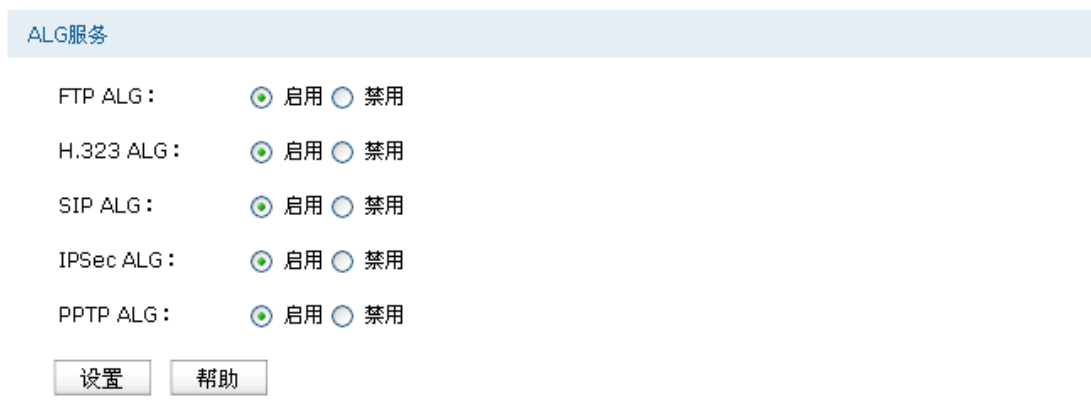 ALG服务
FTP ALG： 启用 禁用
H.323 ALG： 启用 禁用
SIP ALG： 启用 禁用
IPSec ALG： 启用 禁用
PPTP ALG： 启用 禁用
设置 帮助